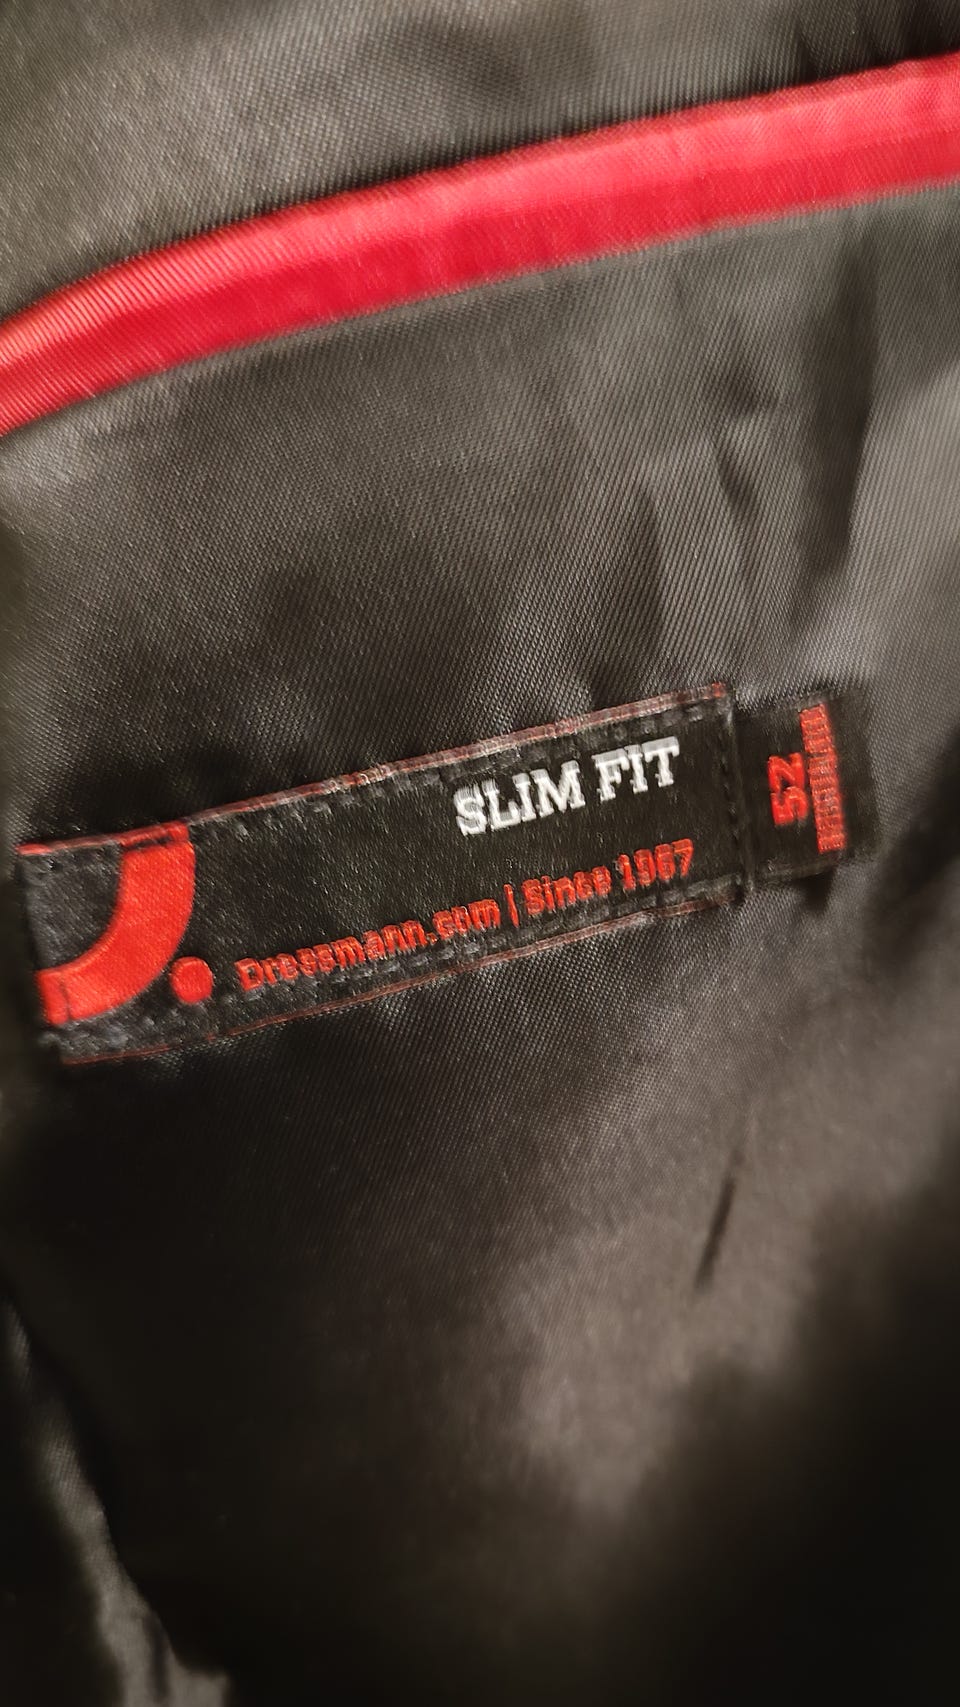 SLIM FIT
Dressmann.com | Since 1967
52